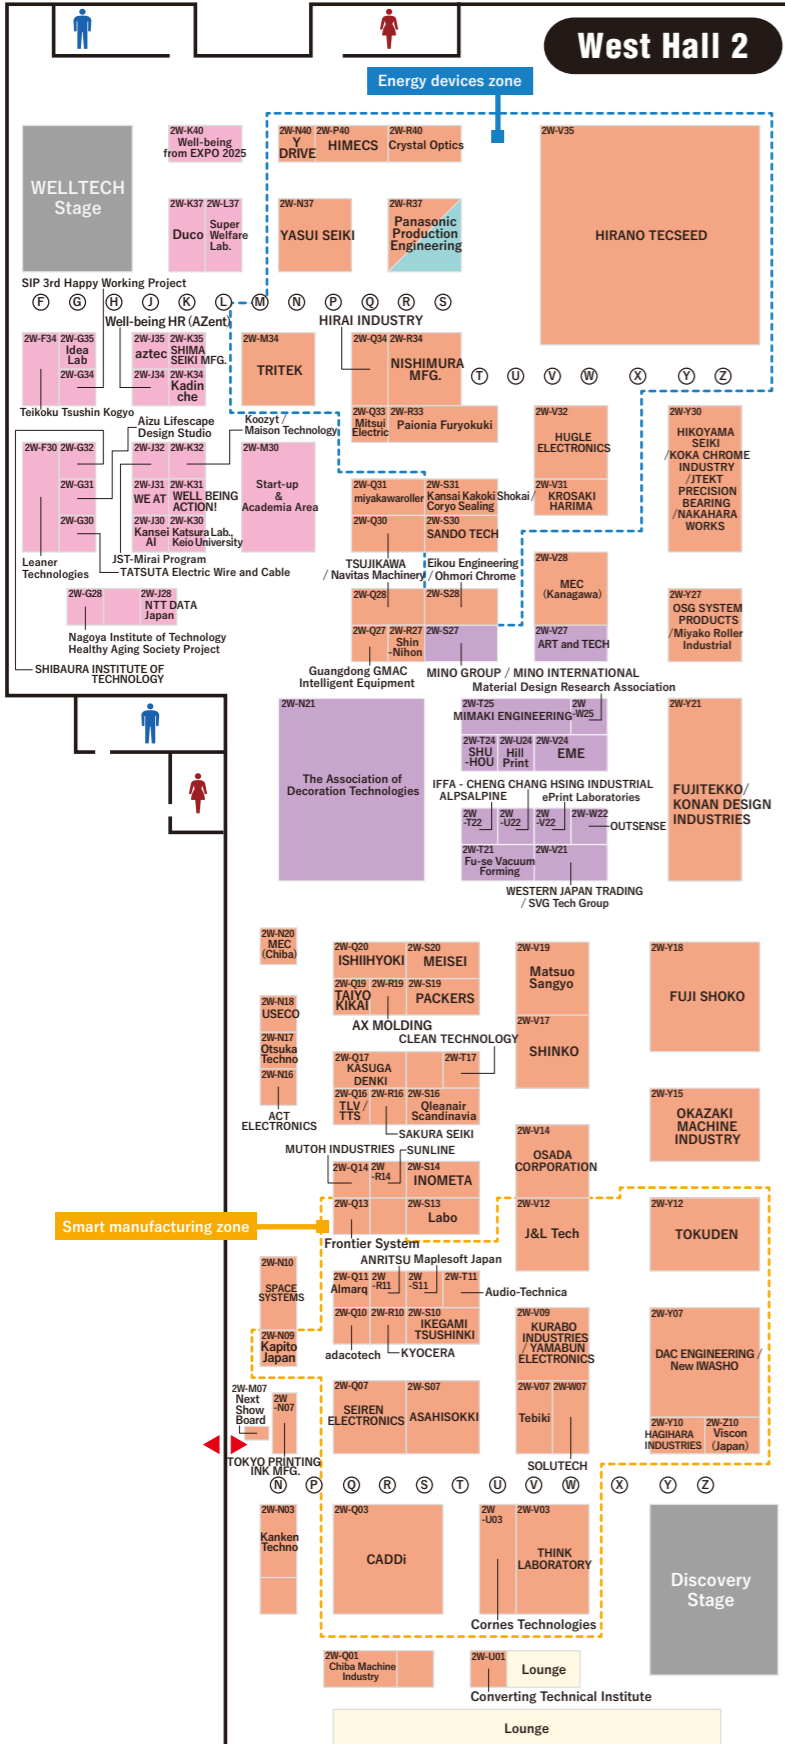 West Hall 2
Energy devices zone
WELLTECH
Stage
2W-K40
Well-being
from EXPO 2025
2W-N40
Y
DRIVE
2W-P40
HIMECS
2W-R40
Crystal Optics
2W-V35
HIRANO TECSEED
2W-K37
Duco
2W-L37
Super
Welfare
Lab.
2W-N37
YASUI SEIKI
2W-R37
Panasonic
Production
Engineering
SIP 3rd Happy Working Project
F G H J K L M N P Q R S
Well-being HR (AZent)
HIRAI INDUSTRY
2W-F34
2W-G35
Idea
Lab
2W-G34
2W-J35
aztec
2W-K35
SHIMA
SEIKI MFG.
2W-J34
2W-K34
Kadin
che
2W-M34
TRITEK
2W-Q34
2W-R34
NISHIMURA
MFG.
T U V W X Y Z
Teikoku Tsushin Kogyo
2W-Q33
Mitsui
Electric
2W-R33
Paionia Furyokuki
2W-V32
HUGLE
ELECTRONICS
2W-Y30
HIKOYAMA
SEIKI
/KOKA CHROME
INDUSTRY
/JTEKT
PRECISION
BEARING
/NAKAHARA
WORKS
Aizu Lifescape
Design Studio
Koozyt /
Maison Technology
2W-F30
2W-G32
2W-G31
2W-G30
2W-J32
2W-K32
2W-J31
WE AT
2W-K31
WELL BEING
ACTION!
2W-J30
Kansei
AI
2W-K30
Katsura Lab.,
Keio University
2W-M30
Start-up
&
Academia Area
2W-Q31
miyakawaroller
2W-S31
Kansai Kakoki Shokai /
Coryo Sealing
2W-V31
KROSAKI
HARIMA
2W-Q30
2W-S30
SANDO TECH
TSUJIKAWA
/ Navitas Machinery
Eikou Engineering
/Ohmori Chrome
Leaner
Technologies
JST-Mirai Program
TATSUTA Electric Wire and Cable
2W-V28
MEC
(Kanagawa)
2W-G28
2W-J28
NTT DATA
Japan
2W-Q28
2W-S28
2W-Y27
OSG SYSTEM
PRODUCTS
/Miyako Roller
Industrial
Nagoya Institute of Technology
Healthy Aging Society Project
2W-Q27
2W-R27
Shin
-Nihon
2W-S27
2W-V27
ART and TECH
SHIBAURA INSTITUTE OF
TECHNOLOGY
Guangdong GMAC
Intelligent Equipment
MINO GROUP / MINO INTERNATIONAL
Material Design Research Association
2W-N21
The Association of
Decoration Technologies
2W-T25
MIMAKI ENGINEERING
2W
-W25
2W-Y21
FUJITEKKO/
KONAN DESIGN
INDUSTRIES
2W-T24
SHU
-HOU
2W-U24
Hill
Print
2W-V24
EME
IFFA - CHENG CHANG HSING INDUSTRIAL
ALPSALPINE
ePrint Laboratories
2W
-T22
2W
-U22
2W
-V22
2W-W22
OUTSENSE
2W-T21
Fu-se Vacuum
Forming
2W-V21
WESTERN JAPAN TRADING
/ SVG Tech Group
2W-N20
MEC
(Chiba)
2W-Q20
ISHIIHYOKI
2W-S20
MEISEI
2W-V19
Matsuo
Sangyo
2W-Y18
FUJI SHOKO
2W-Q19
TAIYO
KIKAI
2W-R19
2W-S19
PACKERS
2W-N18
USECO
AX MOLDING
CLEAN TECHNOLOGY
2W-V17
SHINKO
2W-N17
Otsuka
Techno
2W-Q17
KASUGA
DENKI
2W-T17
2W-N16
2W-Q16
TLV /
TTS
2W-R16
2W-S16
Qleanair
Scandinavia
2W-Y15
OKAZAKI
MACHINE
INDUSTRY
ACT
ELECTRONICS
SAKURA SEIKI
MUTOH INDUSTRIES
SUNLINE
2W-V14
OSADA
CORPORATION
2W-Q14
2W
-R14
2W-S14
INOMETA
2W-Q13
2W-S13
Labo
2W-V12
J&L Tech
2W-Y12
TOKUDEN
Smart manufacturing zone
Frontier System
ANRITSU
Maplesoft Japan
2W-N10
SPACE
SYSTEMS
2W-Q11
Almarq
2W
-R11
2W
-S11
2W-T11
Audio-Technica
2W-Q10
2W-R10
2W-S10
IKEGAMI
TSUSHINKI
2W-V09
KURABO
INDUSTRIES
/ YAMABUN
ELECTRONICS
2W-Y07
DAC ENGINEERING /
New IWASHO
2W-N09
Kapito
Japan
adacotech
KYOCERA
2W-M07
Next
Show
Board
2W
-N07
2W-Q07
SEIREN
ELECTRONICS
2W-S07
ASAHISOKKI
2W-V07
Tebiki
2W-W07
2W-Y10
HAGIHARA
INDUSTRIES
2W-Z10
Viscon
(Japan)
TOKYO PRINTING
INK MFG.
SOLUTECH
N P Q R S T U V W X Y Z
2W-N03
Kanken
Techno
2W-Q03
CADDi
2W
-U03
2W-V03
THINK
LABORATORY
Discovery
Stage
Cornes Technologies
2W-Q01
Chiba Machine
Industry
2W-U01
Lounge
Converting Technical Institute
Lounge